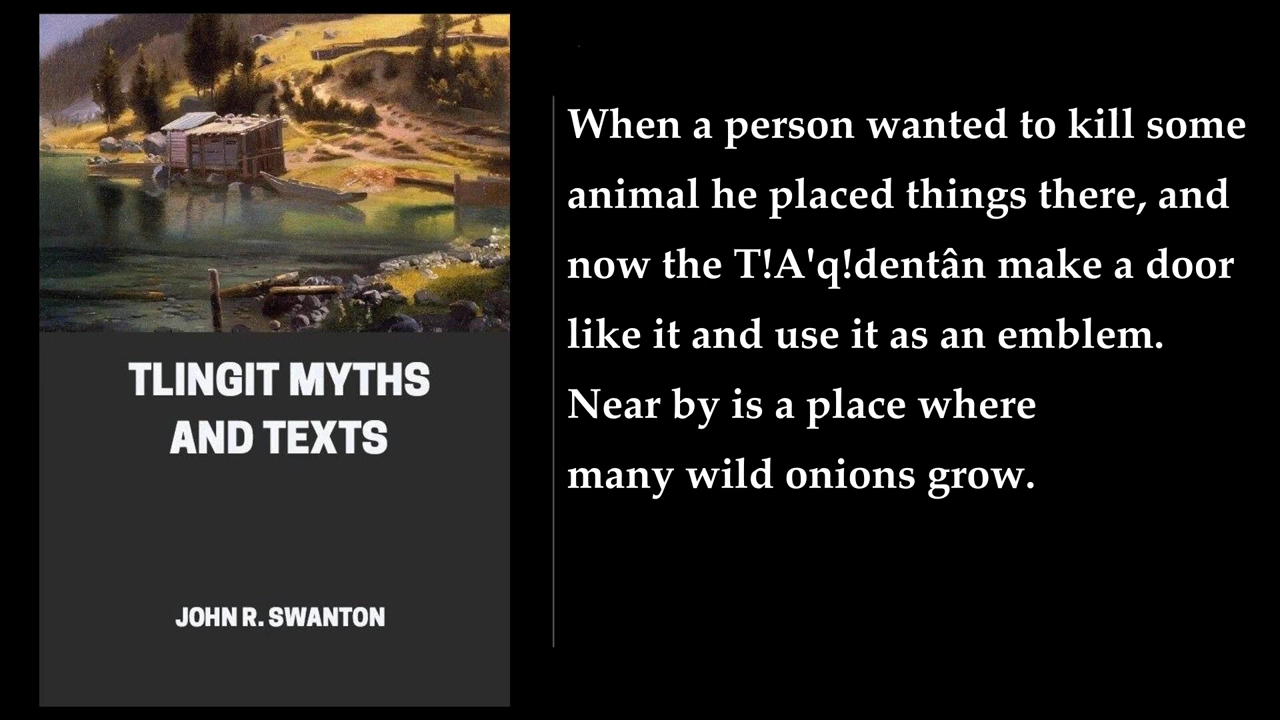 TLINGIT MYTHS
AND TEXTS
JOHN R. SWANTON
When a person wanted to kill some
animal he placed things there, and
now the T!A'q!dentân make a door
like it and use it as an emblem.
Near by is a place where
many wild onions grow.